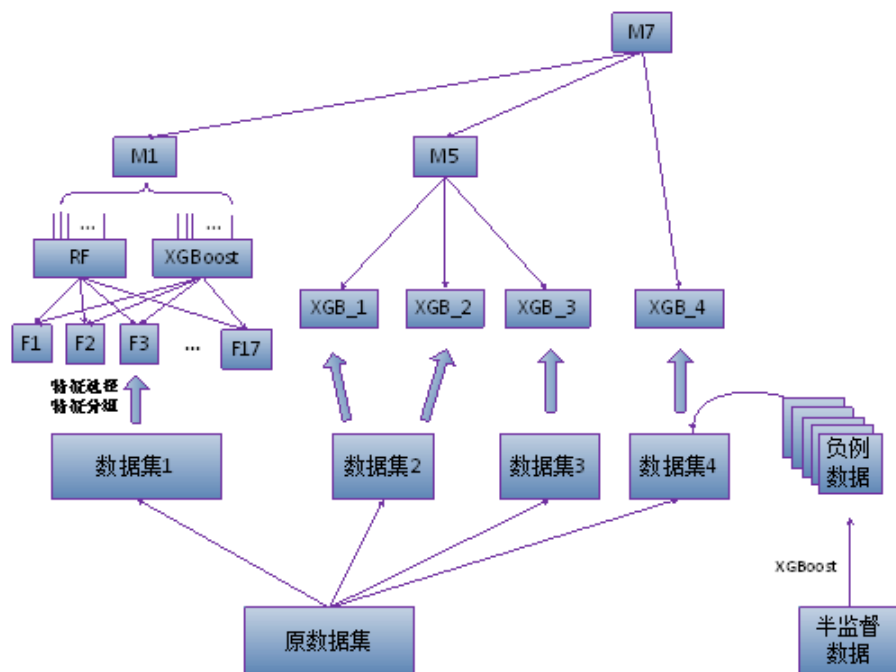 M7
M1
M5
...
...
RF
XGBoost
XGB_1
XGB_2
XGB_3
XGB_4
F1
F2
F3
...
F17
特征选择
特征分组
数据集1
数据集2
数据集3
数据集4
负例
数据
XGBoost
原数据集
半监督
数据